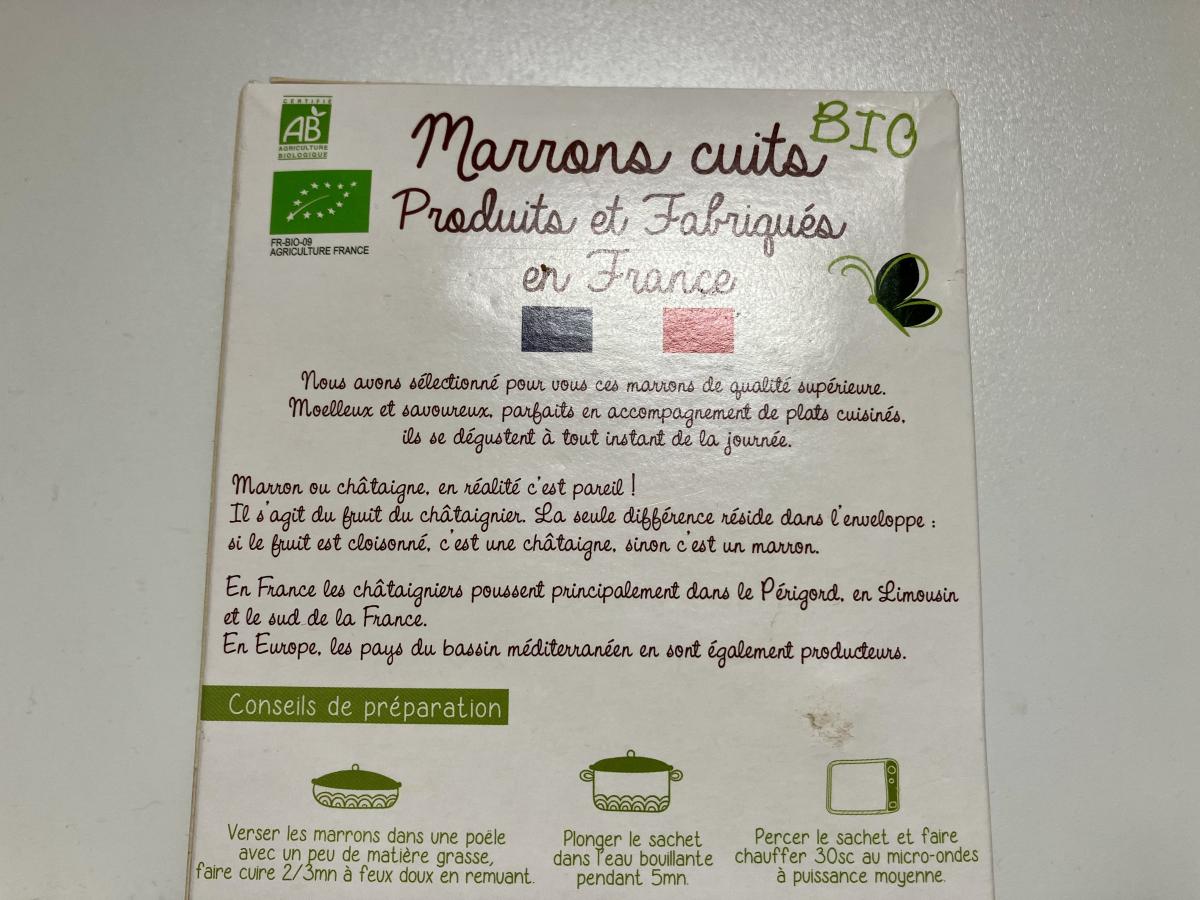 CERTIFIÉ
AB
AGRICULTURE
BIOLOGIQUE
FR-BIO-09
AGRICULTURE FRANCE
Marrons cuits BIO
Produits et Fabriqués
en France
Nous avons sélectionné pour vous ces marrons de qualité supérieure.
Moelleux et savoureux, parfaits en accompagnement de plats cuisinés,
ils se dégustent à tout instant de la journée.
Marron ou châtaigne, en réalité c'est pareil !
Il s'agit du fruit du châtaignier. La seule différence réside dans l'enveloppe :
si le fruit est cloisonné, c'est une châtaigne, sinon c'est un marron.
En France les châtaigniers poussent principalement dans le Périgord, en Limousin
et le sud de la France.
En Europe, les pays du bassin méditerranéen en sont également producteurs.
Conseils de préparation
Verser les marrons dans une poële
avec un peu de matière grasse,
faire cuire 2/3mn à feux doux en remuant.
Plonger le sachet
dans l'eau bouillante
pendant 5mn.
Percer le sachet et faire
chauffer 30sc au micro-ondes
à puissance moyenne.